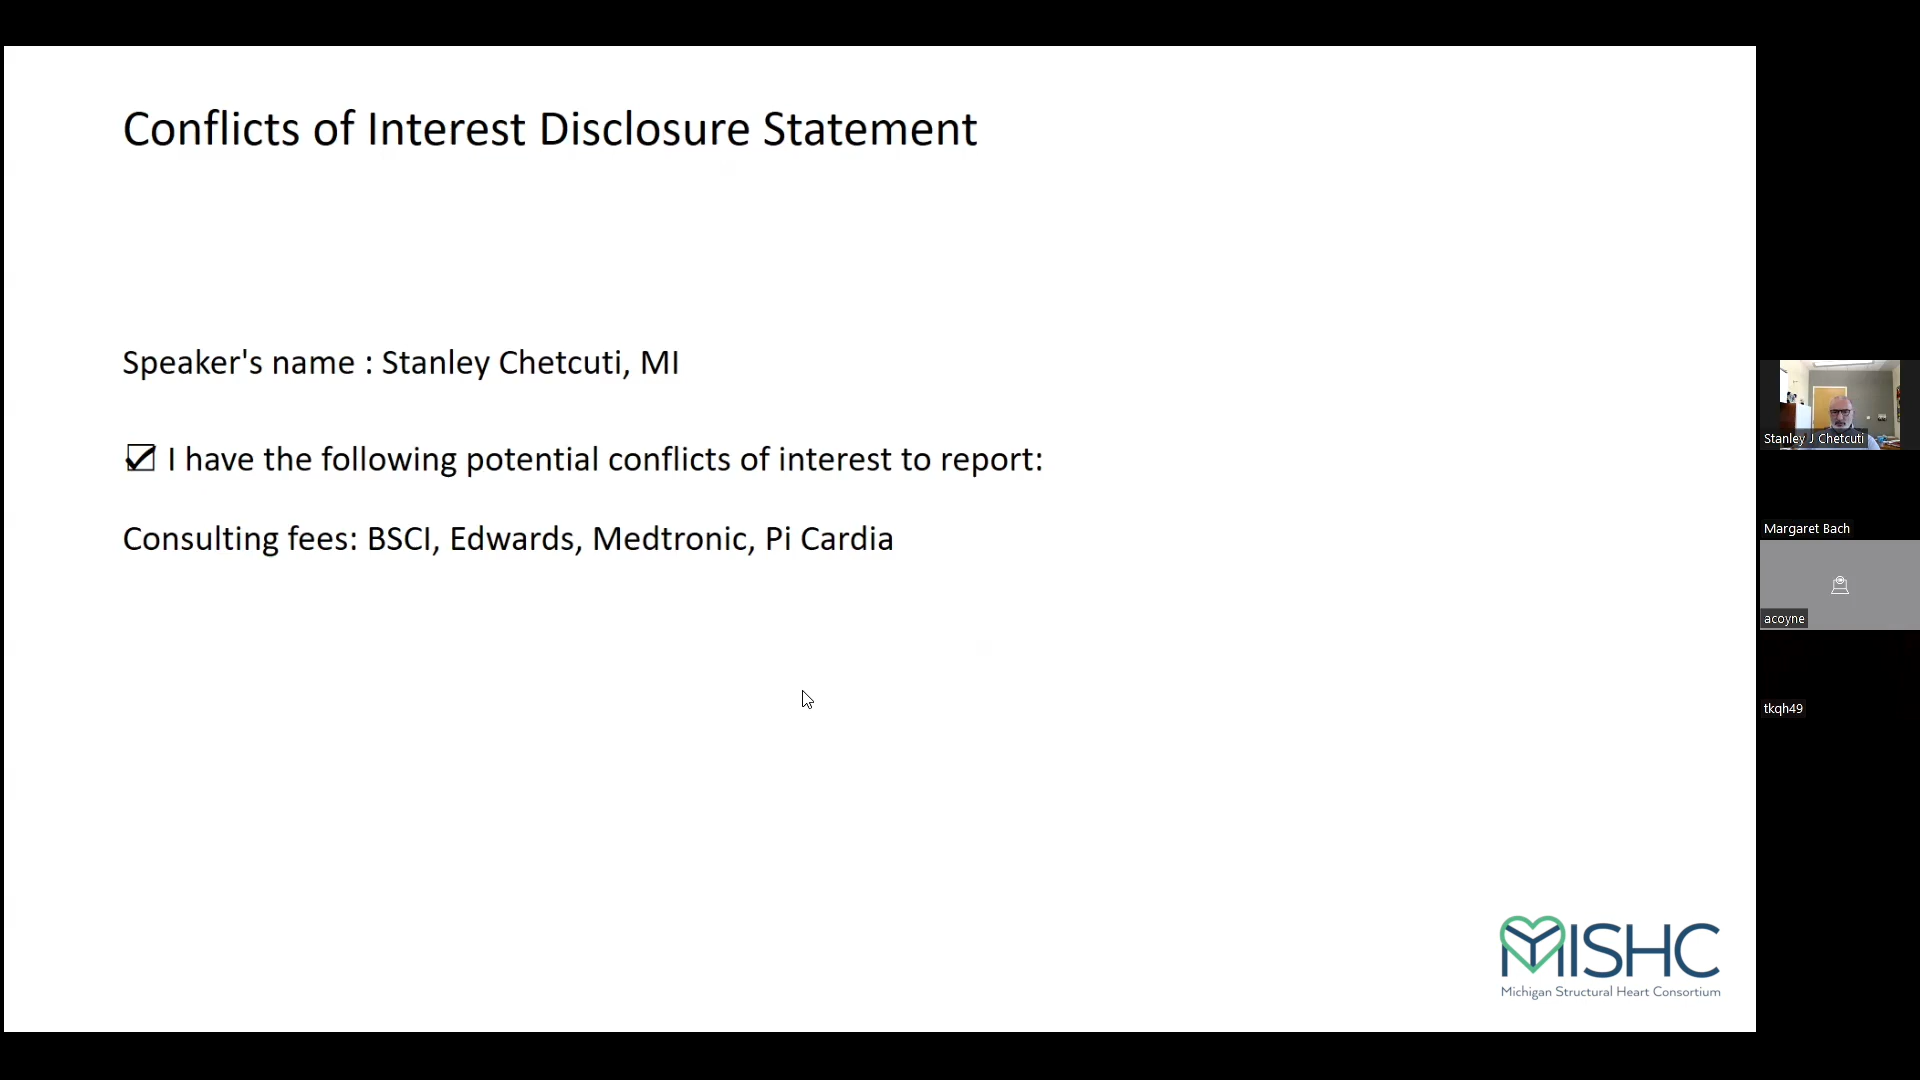 Conflicts of Interest Disclosure Statement
Speaker's name : Stanley Chetcuti, MI
I have the following potential conflicts of interest to report:
Consulting fees: BSCI, Edwards, Medtronic, Pi Cardia
MISHC
Michigan Structural Heart Consortium
Stanley J Chetcuti
Margaret Bach
acoyne
tkqh49